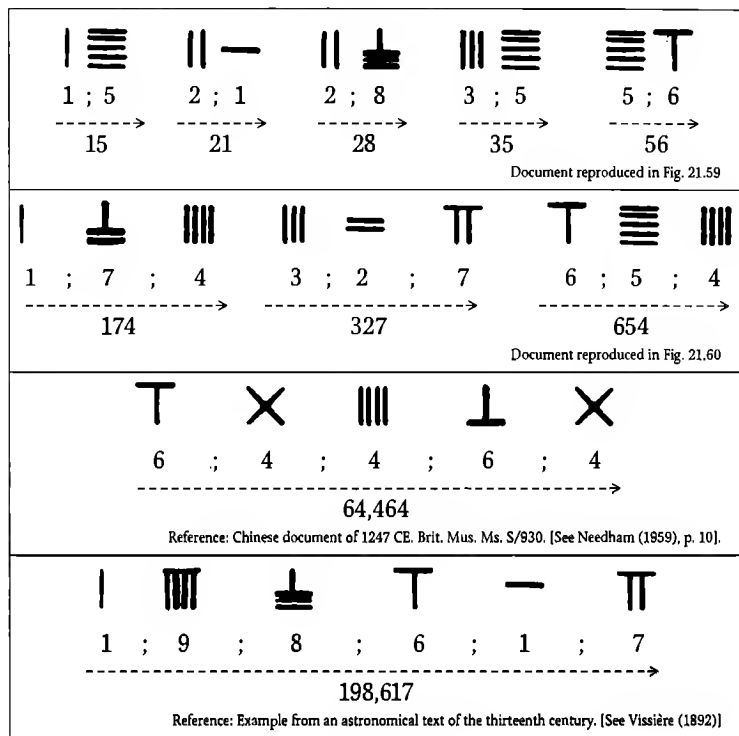 1 ; 5 2 ; 1 2 ; 8 3 ; 5 5 ; 6
15 21 28 35 56
Document reproduced in Fig. 21.59
1 ; 7 ; 4 3 ; 2 ; 7 6 ; 5 ; 4
174 327 654
Document reproduced in Fig. 21.60
6 ; 4 ; 4 ; 6 ; 4
64,464
Reference: Chinese document of 1247 CE. Brit. Mus. Ms. S/930. [See Needham (1959), p. 10].
1 ; 9 ; 8 ; 6 ; 1 ; 7
198,617
Reference: Example from an astronomical text of the thirteenth century. [See Vissière (1892)]